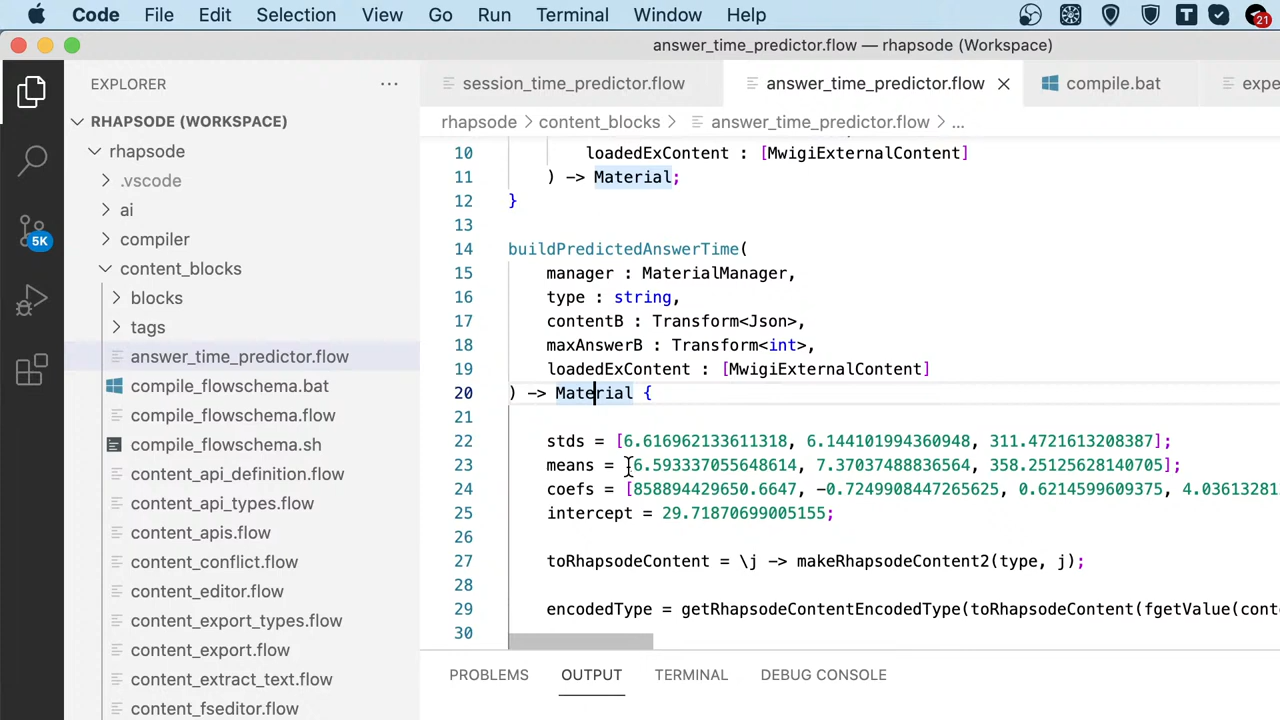 Code File Edit Selection View Go Run Terminal Window Help
21
answer_time_predictor.flow — rhapsode (Workspace)
EXPLORER
session_time_predictor.flow
answer_time_predictor.flow
compile.bat
expe
RHAPSODE (WORKSPACE)
rhapsode
.vscode
ai
compiler
content_blocks
blocks
tags
answer_time_predictor.flow
compile_flowschema.bat
compile_flowschema.flow
compile_flowschema.sh
content_api_definition.flow
content_api_types.flow
content_apis.flow
content_conflict.flow
content_editor.flow
content_export_types.flow
content_export.flow
content_extract_text.flow
content_fseditor.flow
5K
rhapsode > content_blocks > answer_time_predictor.flow > ...
10 loadedExContent : [MwigiExternalContent]
11 ) -> Material;
12 }
13
14 buildPredictedAnswerTime(
15 manager : MaterialManager,
16 type : string,
17 contentB : Transform<Json>,
18 maxAnswerB : Transform<int>,
19 loadedExContent : [MwigiExternalContent]
20 ) -> Material {
21
22 stds = [6.616962133611318, 6.144101994360948, 311.4721613208387];
23 means = [6.593337055648614, 7.37037488836564, 358.25125628140705];
24 coefs = [858894429650.6647, -0.7249908447265625, 0.6214599609375, 4.03613281
25 intercept = 29.71870699005155;
26
27 toRhapsodeContent = \j -> makeRhapsodeContent2(type, j);
28
29 encodedType = getRhapsodeContentEncodedType(toRhapsodeContent(fgetValue(conte
30
PROBLEMS OUTPUT TERMINAL DEBUG CONSOLE